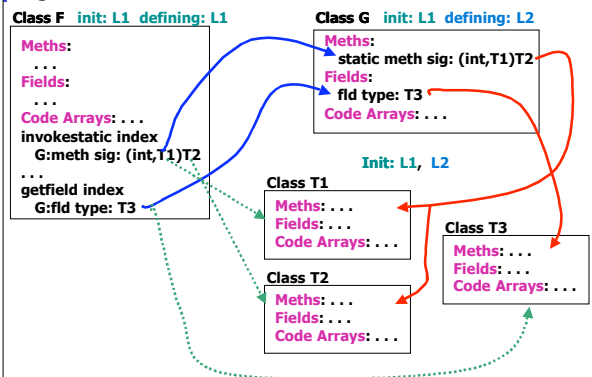 Class F init: L1 defining: L1
Meths:
. . .
Fields:
. . .
Code Arrays: . . .
invokestatic index
G:meth sig: (int,T1)T2
. . .
getfield index
G:fld type: T3
Class G init: L1 defining: L2
Meths:
static meth sig: (int,T1)T2
Fields:
fld type: T3
Code Arrays: . . .
Init: L1, L2
Class T1
Meths: . . .
Fields: . . .
Code Arrays: . . .
Class T2
Meths: . . .
Fields: . . .
Code Arrays: . . .
Class T3
Meths: . . .
Fields: . . .
Code Arrays: . . .